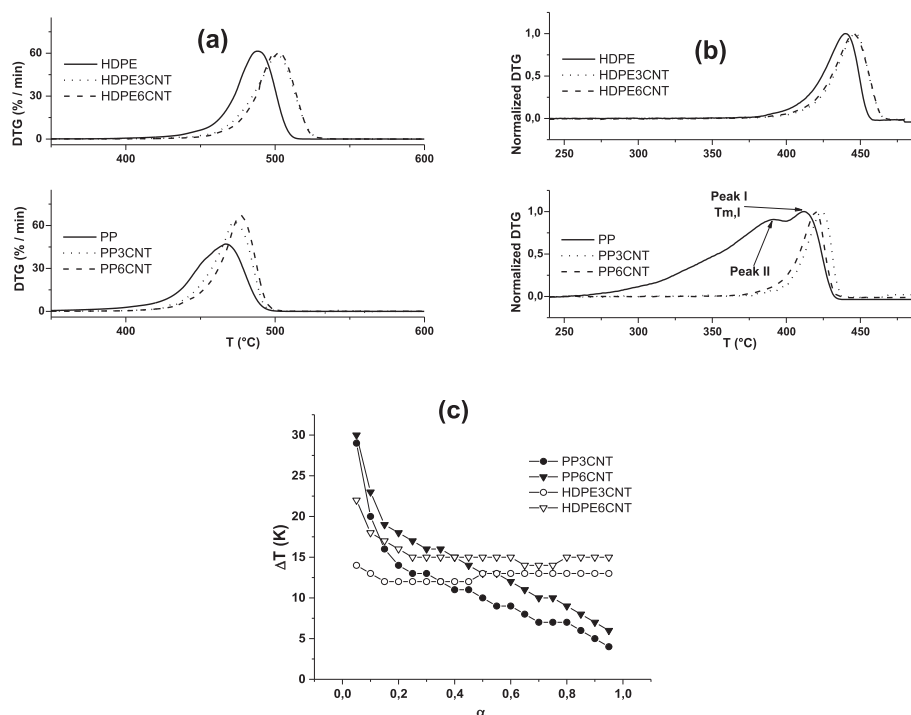 (a)
DTG (% / min)
60
30
0
HDPE
HDPE3CNT
HDPE6CNT
400
500
600
DTG (% / min)
60
45
30
15
0
PP
PP3CNT
PP6CNT
400
500
600
T (°C)
(b)
Normalized DTG
1,0
0,5
0,0
HDPE
HDPE3CNT
HDPE6CNT
250
300
350
400
450
Normalized DTG
1,0
0,5
0,0
Peak I
Tm,I
Peak II
PP
PP3CNT
PP6CNT
250
300
350
400
450
T (°C)
(c)
ΔT (K)
30
25
20
15
10
5
0
PP3CNT
PP6CNT
HDPE3CNT
HDPE6CNT
0,0
0,2
0,4
0,6
0,8
1,0
α